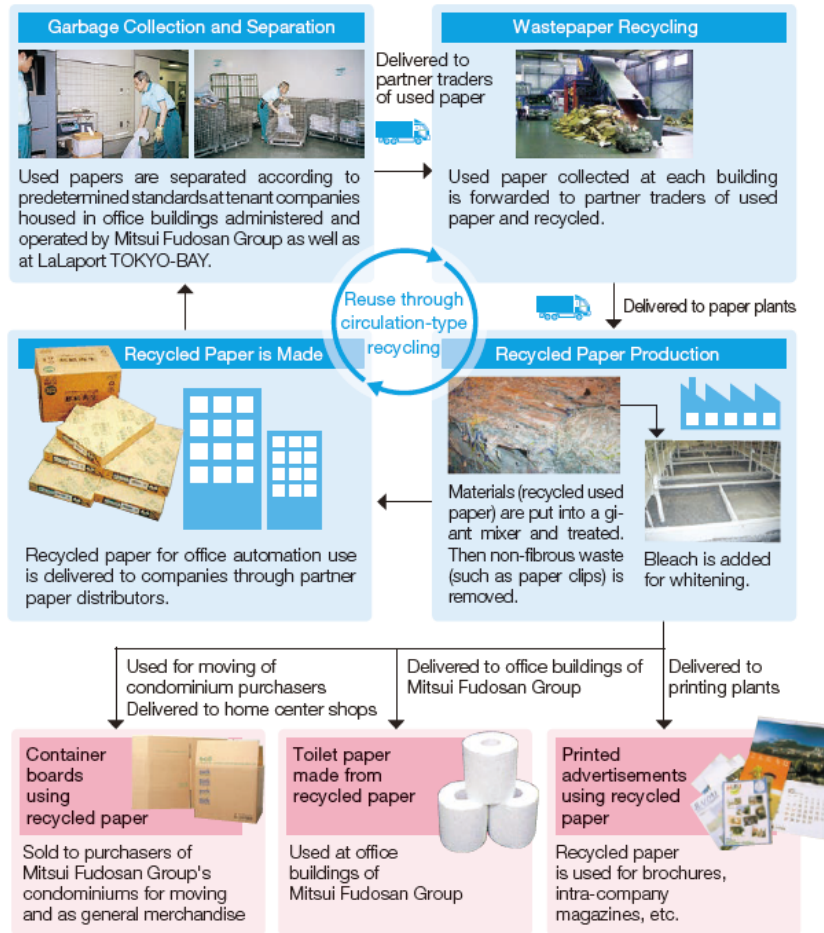 Garbage Collection and Separation
Used papers are separated according to
predetermined standards at tenant companies
housed in office buildings administered and
operated by Mitsui Fudosan Group as well as
at LaLaport TOKYO-BAY.
Delivered to
partner traders
of used paper
Wastepaper Recycling
Used paper collected at each building
is forwarded to partner traders of used
paper and recycled.
Reuse through
circulation-type
recycling
Delivered to paper plants
Recycled Paper is Made
Recycled paper for office automation use
is delivered to companies through partner
paper distributors.
Recycled Paper Production
Materials (recycled used
paper) are put into a gi-
ant mixer and treated.
Then non-fibrous waste
(such as paper clips) is
removed.
Bleach is added
for whitening.
Used for moving of
condominium purchasers
Delivered to home center shops
Delivered to office buildings of
Mitsui Fudosan Group
Delivered to
printing plants
Container
boards
using
recycled paper
Sold to purchasers of
Mitsui Fudosan Group's
condominiums for moving
and as general merchandise
Toilet paper
made from
recycled paper
Used at office
buildings of
Mitsui Fudosan Group
Printed
advertisements
using recycled
paper
Recycled paper
is used for brochures,
intra-company
magazines, etc.